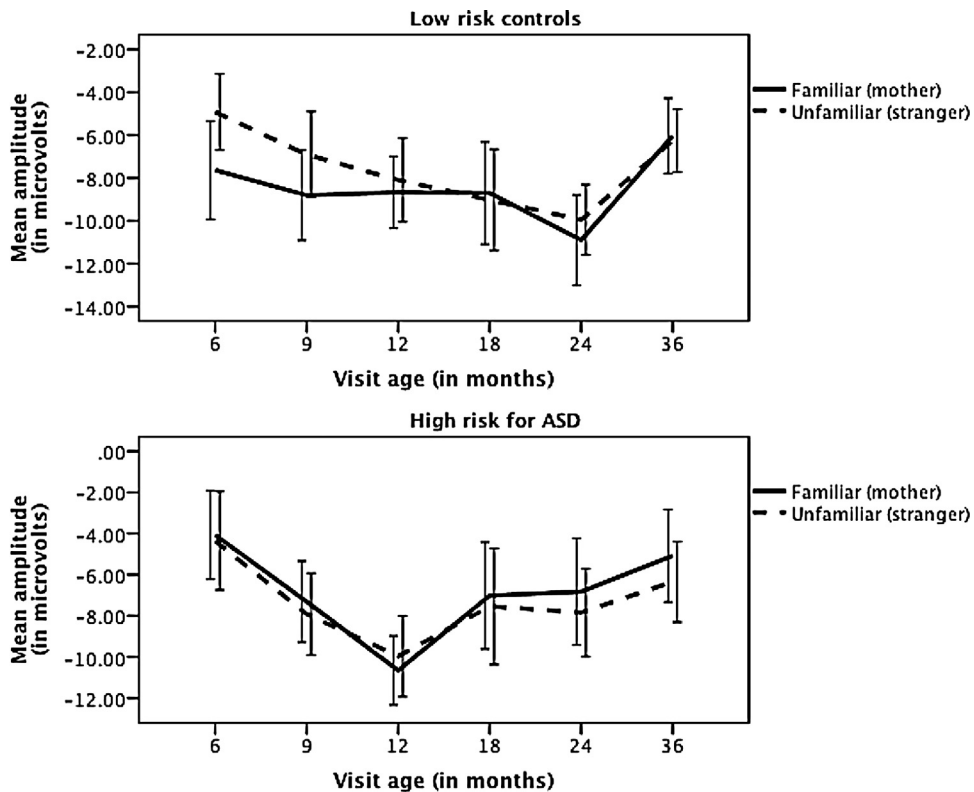 Low risk controls
-2.00
-4.00
-6.00
-8.00
-10.00
-12.00
-14.00
Mean amplitude
(in microvolts)
6 9 12 18 24 36
Visit age (in months)
Familiar (mother)
Unfamiliar (stranger)
High risk for ASD
.00
-2.00
-4.00
-6.00
-8.00
-10.00
-12.00
Mean amplitude
(in microvolts)
6 9 12 18 24 36
Visit age (in months)
Familiar (mother)
Unfamiliar (stranger)